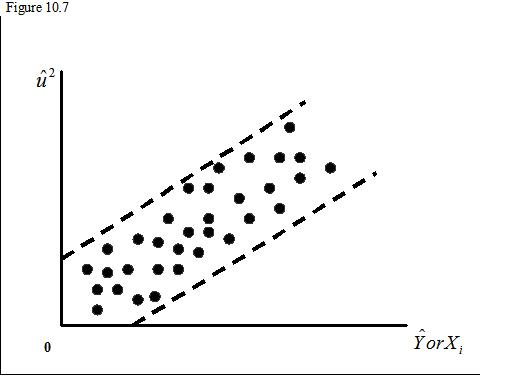 Figure 10.7
û²
0
Ŷ or Xᵢ